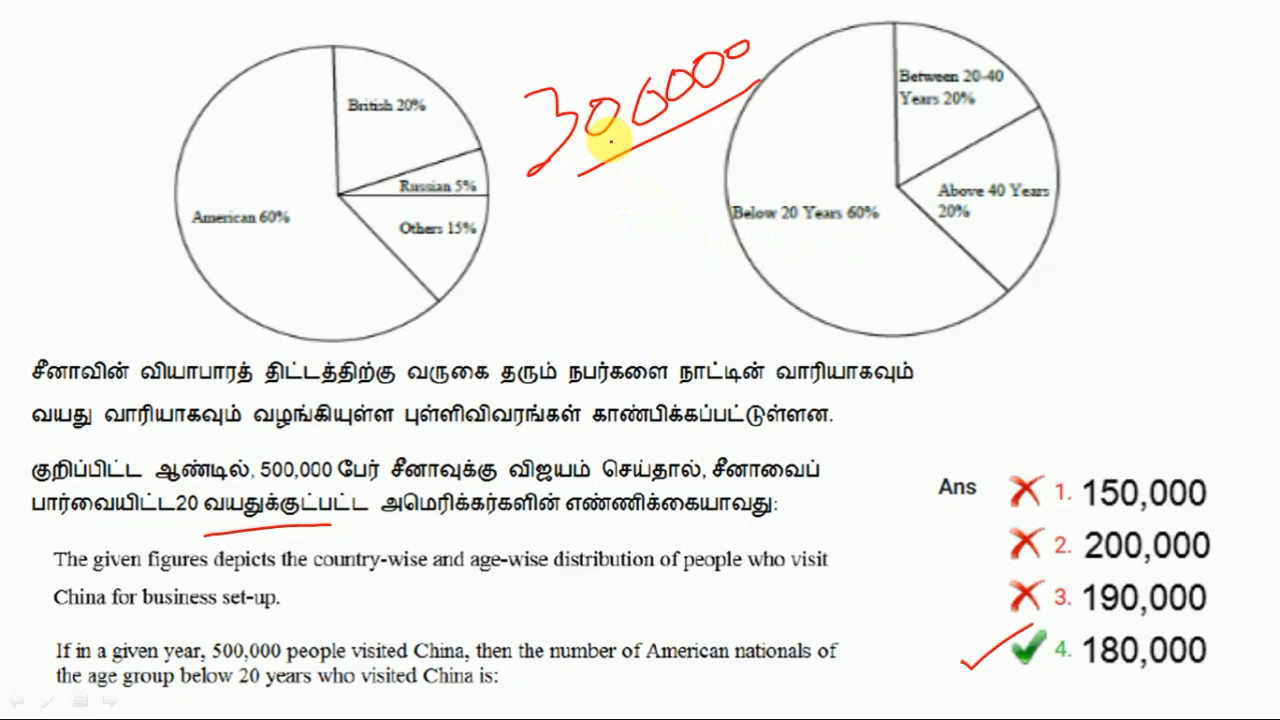 British 20%
Russian 5%
American 60%
Others 15%
300000
Between 20-40
Years 20%
Above 40 Years
20%
Below 20 Years 60%
சீனாவின் வியாபாரத் திட்டத்திற்கு வருகை தரும் நபர்களை நாட்டின் வாரியாகவும்
வயது வாரியாகவும் வழங்கியுள்ள புள்ளிவிவரங்கள் காண்பிக்கப்பட்டுள்ளன.
குறிப்பிட்ட ஆண்டில், 500,000 பேர் சீனாவுக்கு விஜயம் செய்தால், சீனாவைப்
பார்வையிட்ட20 வயதுக்குட்பட்ட அமெரிக்கர்களின் எண்ணிக்கையாவது:
The given figures depicts the country-wise and age-wise distribution of people who visit
China for business set-up.
If in a given year, 500,000 people visited China, then the number of American nationals of
the age group below 20 years who visited China is:
Ans
1. 150,000
2. 200,000
3. 190,000
4. 180,000